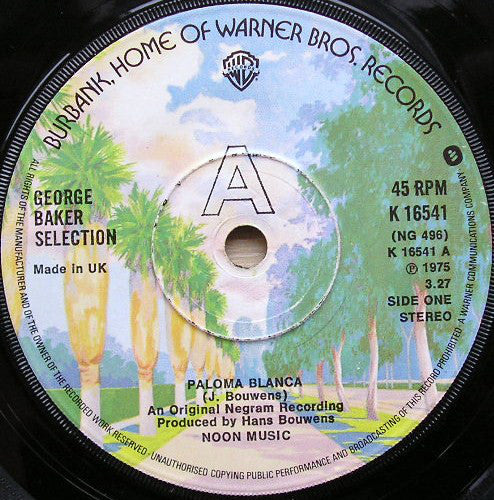 BURBANK, HOME OF WARNER BROS. RECORDS
A
GEORGE
BAKER
SELECTION
Made in UK
45 RPM
K 16541
(NG 496)
K 16541 A
℗ 1975
3.27
SIDE ONE
STEREO
PALOMA BLANCA
(J. Bouwens)
An Original Negram Recording
Produced by Hans Bouwens
NOON MUSIC
ALL RIGHTS OF THE MANUFACTURER AND OF THE OWNER OF THE RECORDED WORK RESERVED - UNAUTHORISED COPYING PUBLIC PERFORMANCE AND BROADCASTING OF THIS RECORD PROHIBITED. A WARNER COMMUNICATIONS COMPANY.